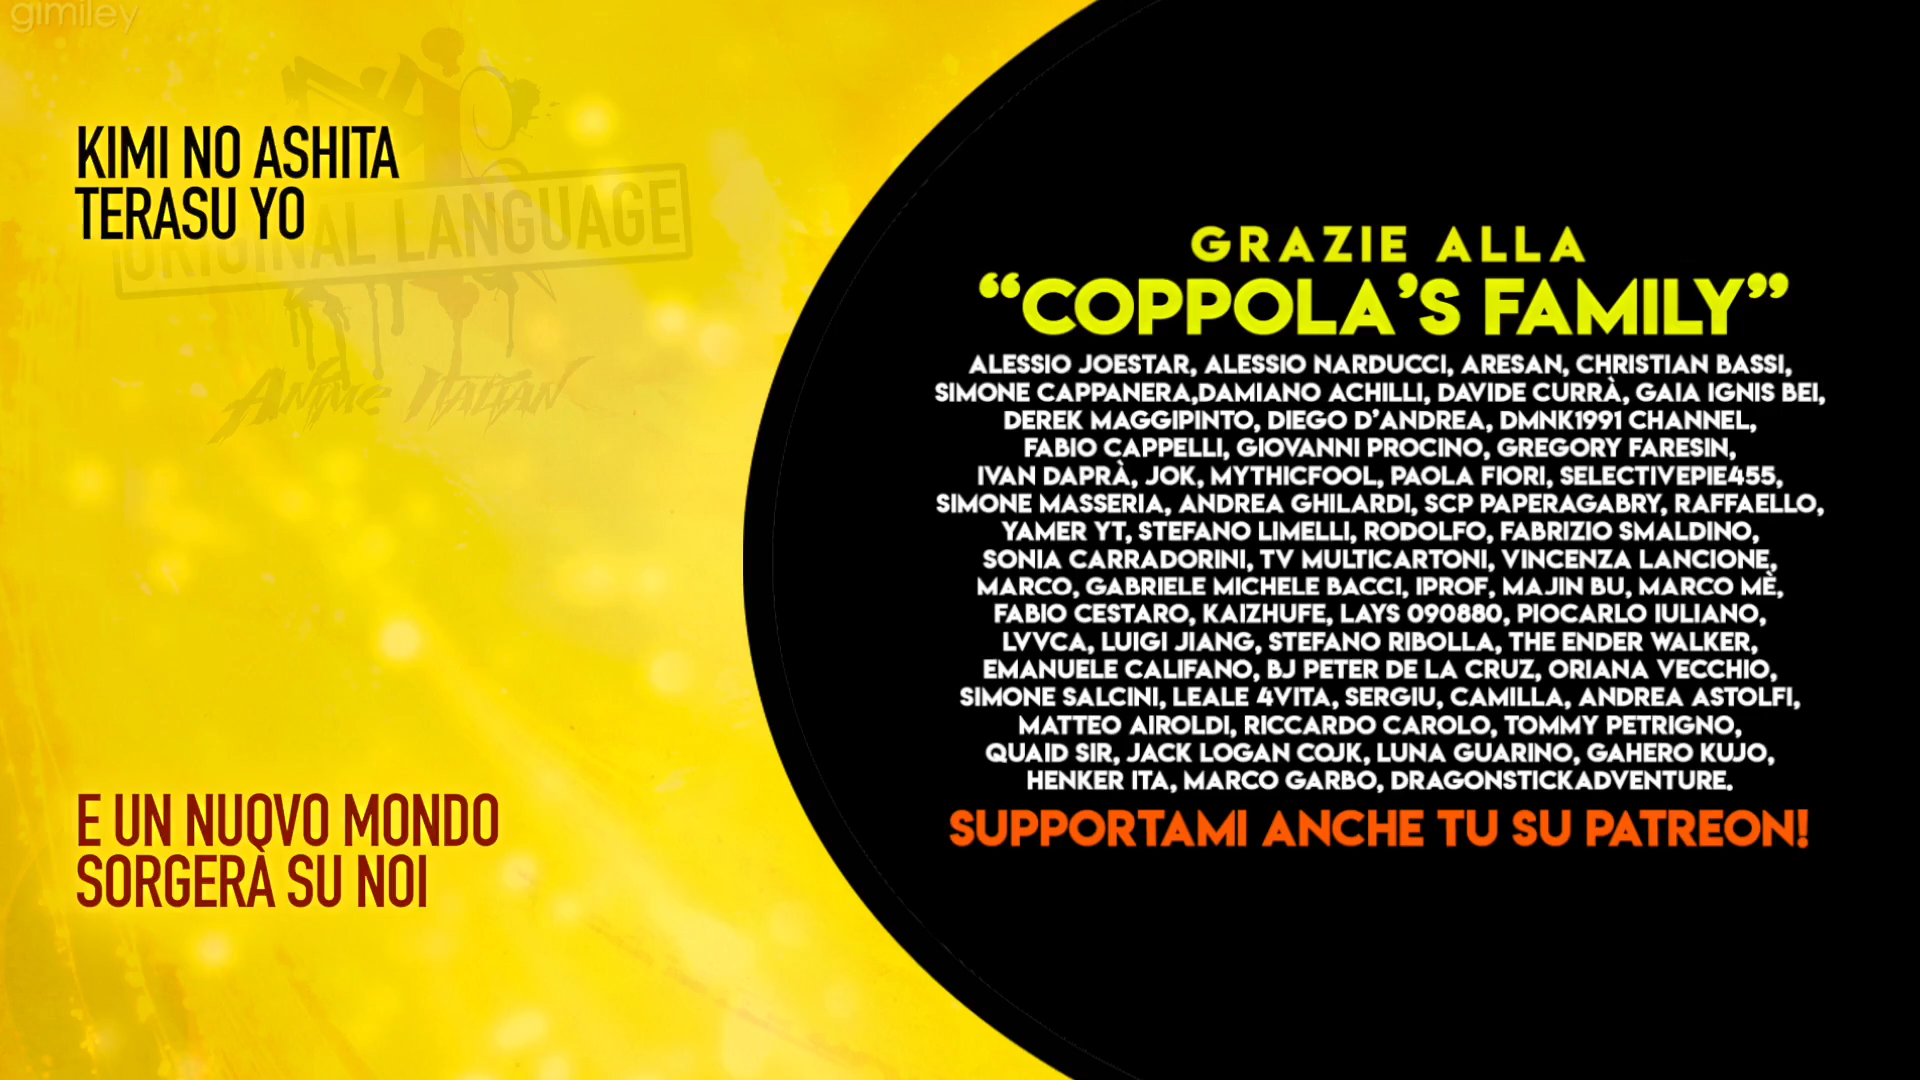 gimiley
KIMI NO ASHITA
TERASU YO
ORIGINAL LANGUAGE
ANIME ITALIAN
E UN NUQVO MONDO
SORGERÀ SU NOI
GRAZIE ALLA
“COPPOLA’S FAMILY”
ALESSIO JOESTAR, ALESSIO NARDUCCI, ARESAN, CHRISTIAN BASSI,
SIMONE CAPPANERA,DAMIANO ACHILLI, DAVIDE CURRÀ, GAIA IGNIS BEI,
DEREK MAGGIPINTO, DIEGO D’ANDREA, DMNK1991 CHANNEL,
FABIO CAPPELLI, GIOVANNI PROCINO, GREGORY FARESIN,
IVAN DAPRÀ, JOK, MYTHICFOOL, PAOLA FIORI, SELECTIVEPIE455,
SIMONE MASSERIA, ANDREA GHILARDI, SCP PAPERAGABRY, RAFFAELLO,
YAMER YT, STEFANO LIMELLI, RODOLFO, FABRIZIO SMALDINO,
SONIA CARRADORINI, TV MULTICARTONI, VINCENZA LANCIONE,
MARCO, GABRIELE MICHELE BACCI, IPROF, MAJIN BU, MARCO MÈ,
FABIO CESTARO, KAIZHUFE, LAYS 090880, PIOCARLO IULIANO,
LVVCA, LUIGI JIANG, STEFANO RIBOLLA, THE ENDER WALKER,
EMANUELE CALIFANO, BJ PETER DE LA CRUZ, ORIANA VECCHIO,
SIMONE SALCINI, LEALE 4VITA, SERGIU, CAMILLA, ANDREA ASTOLFI,
MATTEO AIROLDI, RICCARDO CAROLO, TOMMY PETRIGNO,
QUAID SIR, JACK LOGAN COJK, LUNA GUARINO, GAHERO KUJO,
HENKER ITA, MARCO GARBO, DRAGONSTICKADVENTURE.
SUPPORTAMI ANCHE TU SU PATREON!